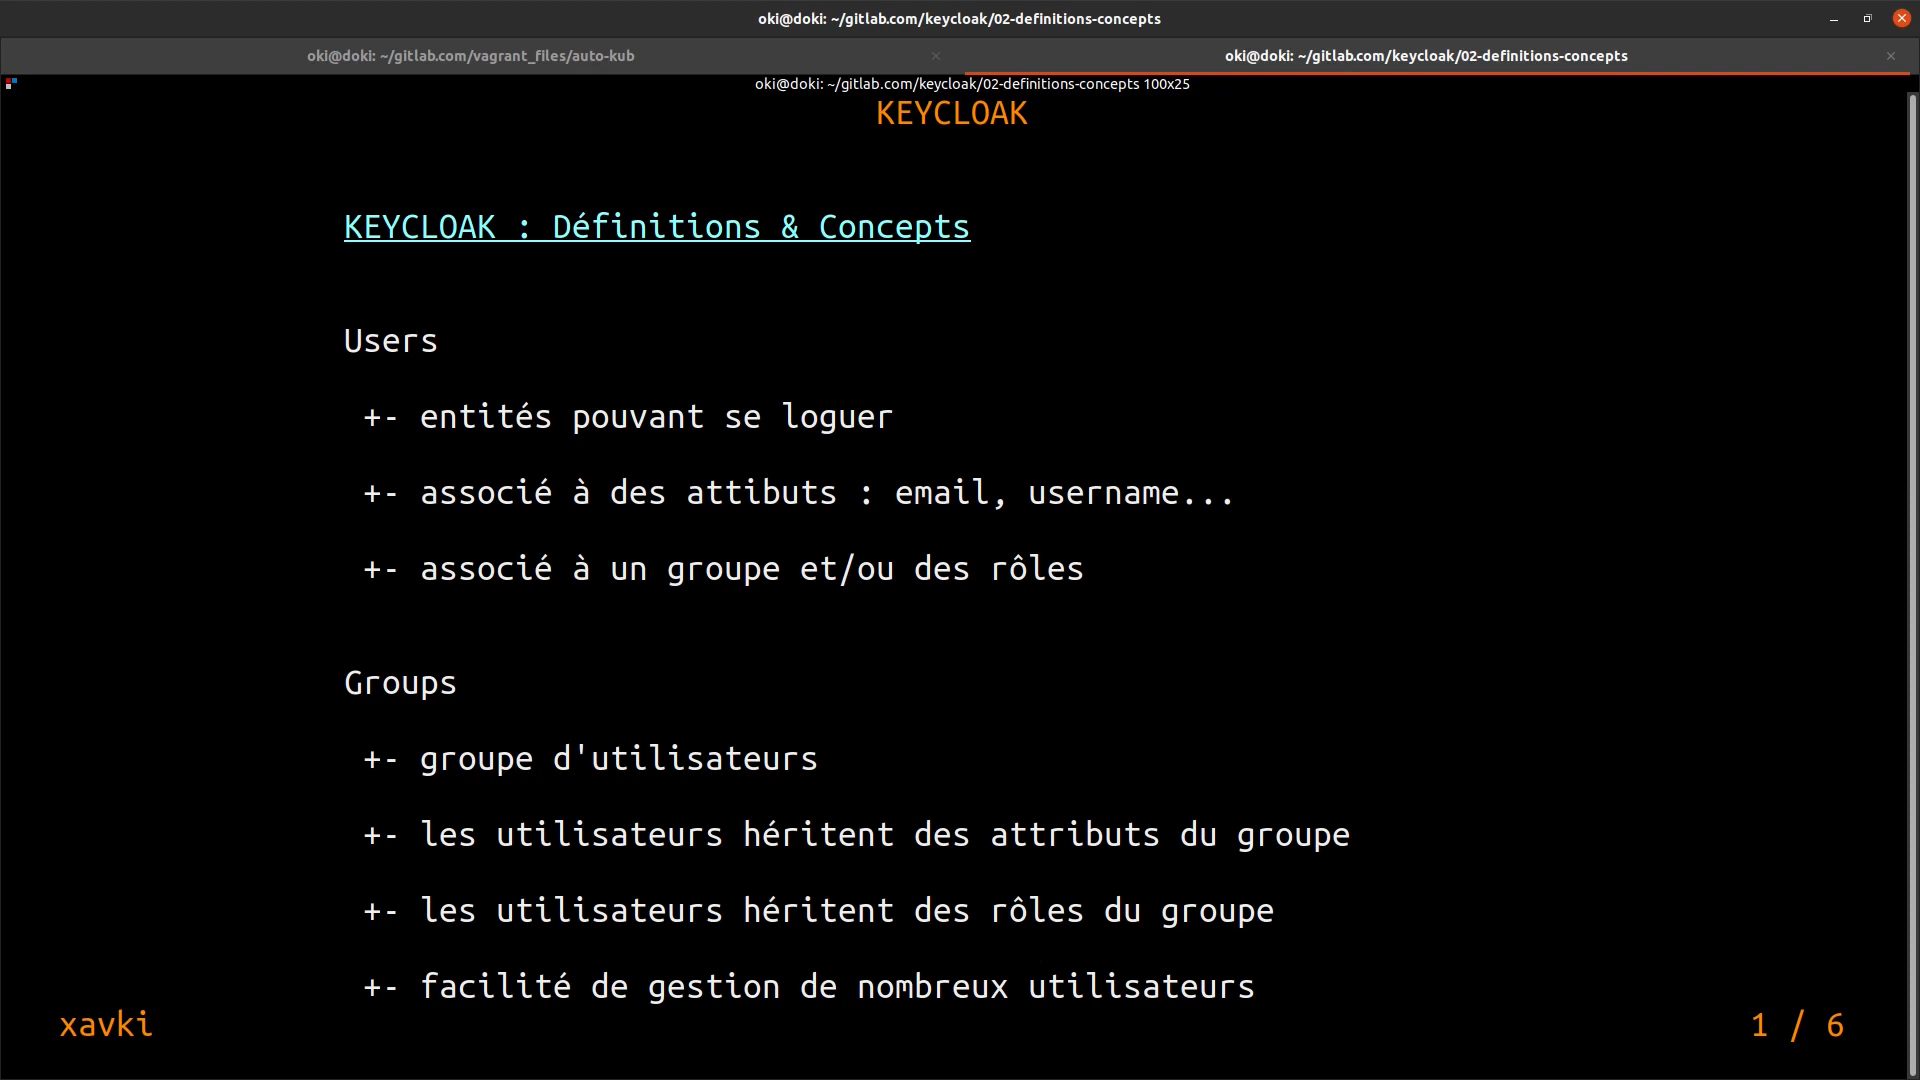 oki@doki: ~/gitlab.com/keycloak/02-definitions-concepts
oki@doki: ~/gitlab.com/vagrant_files/auto-kub
oki@doki: ~/gitlab.com/keycloak/02-definitions-concepts
oki@doki: ~/gitlab.com/keycloak/02-definitions-concepts 100x25
KEYCLOAK
KEYCLOAK : Définitions & Concepts
Users
+- entités pouvant se loguer
+- associé à des attibuts : email, username...
+- associé à un groupe et/ou des rôles
Groups
+- groupe d'utilisateurs
+- les utilisateurs héritent des attributs du groupe
+- les utilisateurs héritent des rôles du groupe
+- facilité de gestion de nombreux utilisateurs
xavki
1 / 6